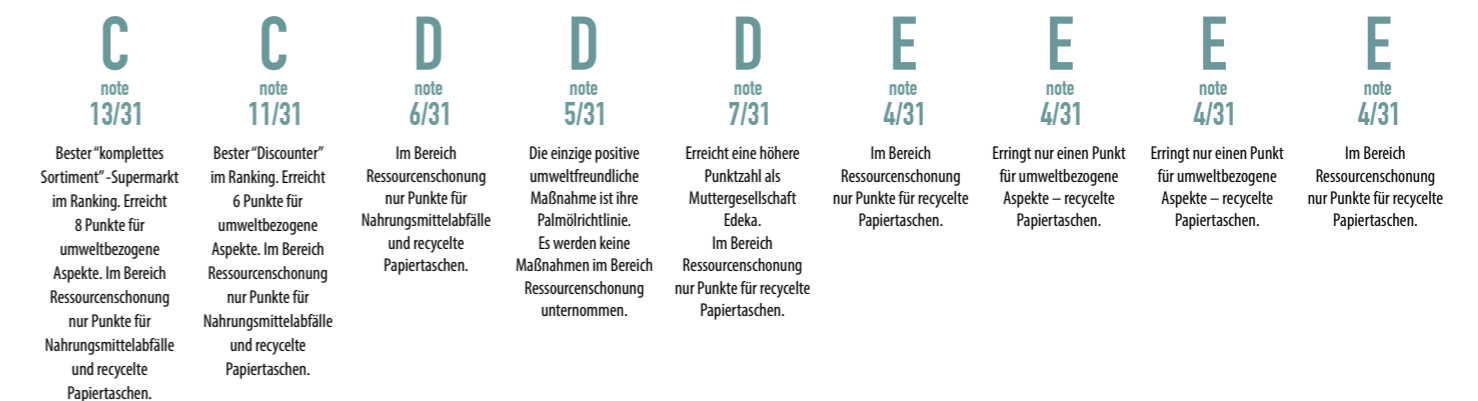 C
note
13/31
Bester “komplettes
Sortiment” -Supermarkt
im Ranking. Erreicht
8 Punkte für
umweltbezogene
Aspekte. Im Bereich
Ressourcenschonung
nur Punkte für
Nahrungsmittelabfälle
und recycelte
Papiertaschen.
C
note
11/31
Bester “Discounter”
im Ranking. Erreicht
6 Punkte für
umweltbezogene
Aspekte. Im Bereich
Ressourcenschonung
nur Punkte für
Nahrungsmittelabfälle
und recycelte
Papiertaschen.
D
note
6/31
Im Bereich
Ressourcenschonung
nur Punkte für
Nahrungsmittelabfälle
und recycelte
Papiertaschen.
D
note
5/31
Die einzige positive
umweltfreundliche
Maßnahme ist ihre
Palmölrichtlinie.
Es werden keine
Maßnahmen im Bereich
Ressourcenschonung
unternommen.
D
note
7/31
Erreicht eine höhere
Punktzahl als
Muttergesellschaft
Edeka.
Im Bereich
Ressourcenschonung
nur Punkte für recycelte
Papiertaschen.
E
note
4/31
Im Bereich
Ressourcenschonung
nur Punkte für recycelte
Papiertaschen.
E
note
4/31
Erringt nur einen Punkt
für umweltbezogene
Aspekte – recycelte
Papiertaschen.
E
note
4/31
Erringt nur einen Punkt
für umweltbezogene
Aspekte – recycelte
Papiertaschen.
E
note
4/31
Im Bereich
Ressourcenschonung
nur Punkte für recycelte
Papiertaschen.